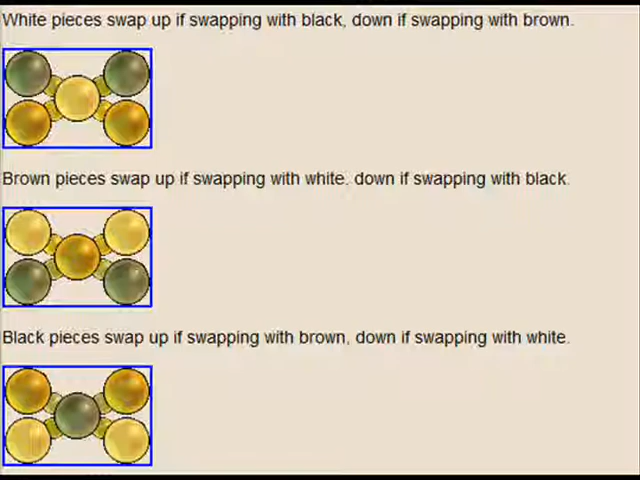 White pieces swap up if swapping with black, down if swapping with brown.
Brown pieces swap up if swapping with white. down if swapping with black.
Black pieces swap up if swapping with brown, down if swapping with white.